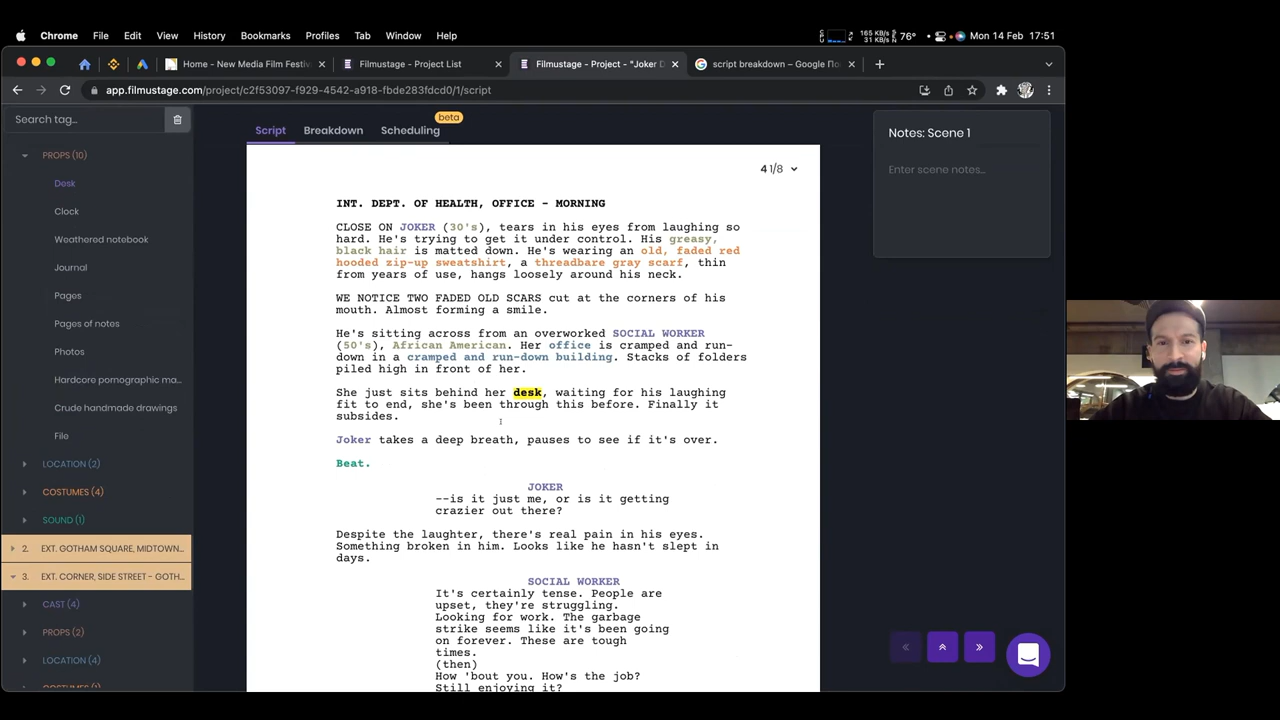 Chrome File Edit View History Bookmarks Profiles Tab Window Help
165 KB/s
31 KB/s
76° Mon 14 Feb 17:51
Home - New Media Film Festiv
Filmustage - Project List
Filmustage - Project - "Joker D
script breakdown – Google По
app.filmustage.com/project/c2f53097-f929-4542-a918-fbde283fdcd0/1/script
Search tag...
PROPS (10)
Desk
Clock
Weathered notebook
Journal
Pages
Pages of notes
Photos
Hardcore pornographic ma...
Crude handmade drawings
File
LOCATION (2)
COSTUMES (4)
SOUND (1)
2. EXT. GOTHAM SQUARE, MIDTOWN...
3. EXT. CORNER, SIDE STREET - GOTH...
CAST (4)
PROPS (2)
LOCATION (4)
COSTUMES (1)
Script Breakdown Scheduling
beta
4 1/8
INT. DEPT. OF HEALTH, OFFICE - MORNING
CLOSE ON JOKER (30's), tears in his eyes from laughing so
hard. He's trying to get it under control. His greasy,
black hair is matted down. He's wearing an old, faded red
hooded zip-up sweatshirt, a threadbare gray scarf, thin
from years of use, hangs loosely around his neck.
WE NOTICE TWO FADED OLD SCARS cut at the corners of his
mouth. Almost forming a smile.
He's sitting across from an overworked SOCIAL WORKER
(50's), African American. Her office is cramped and run-
down in a cramped and run-down building. Stacks of folders
piled high in front of her.
She just sits behind her desk, waiting for his laughing
fit to end, she's been through this before. Finally it
subsides.
Joker takes a deep breath, pauses to see if it's over.
Beat.
JOKER
--is it just me, or is it getting
crazier out there?
Despite the laughter, there's real pain in his eyes.
Something broken in him. Looks like he hasn't slept in
days.
SOCIAL WORKER
It's certainly tense. People are
upset, they're struggling.
Looking for work. The garbage
strike seems like it's been going
on forever. These are tough
times.
(then)
How 'bout you. How's the job?
Still enjoying it?
Notes: Scene 1
Enter scene notes...